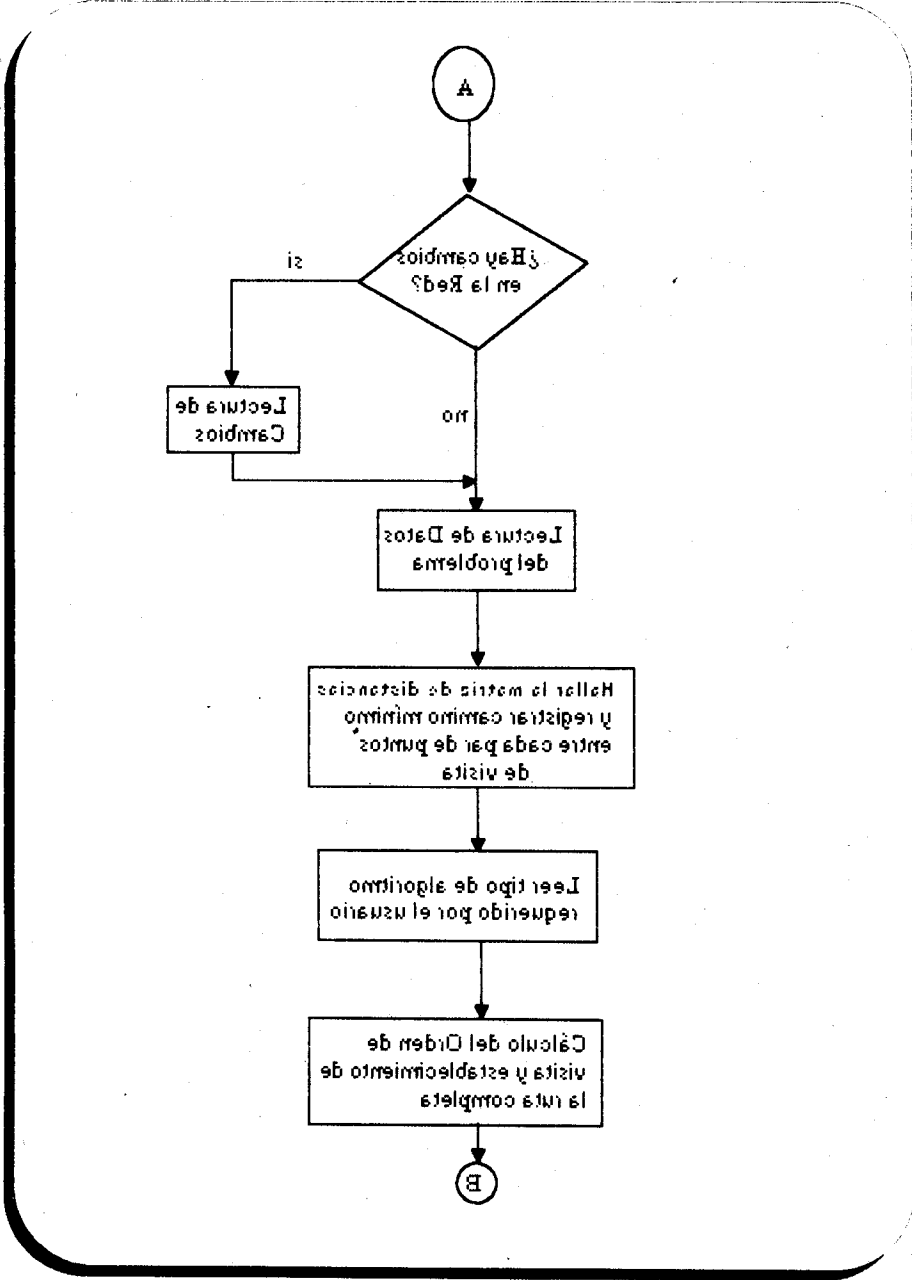 A
¿Hay cambios
en la Red?
si
no
Lectura de
Cambios
Lectura de Datos
del problema
Hallar la matriz de distancias
y registrar camino mínimo
entre cada par de puntos
de visita
Leer tipo de algoritmo
requerido por el usuario
Cálculo del Orden de
visita y establecimiento de
la ruta completa
B